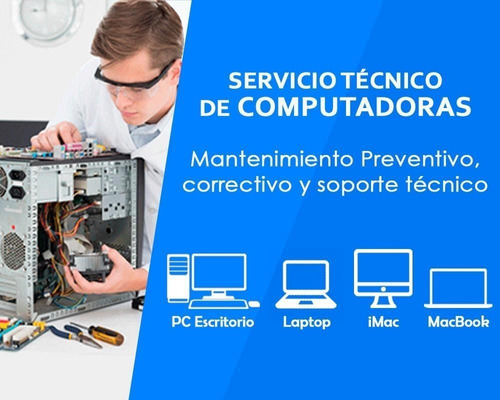 SERVICIO TÉCNICO
DE COMPUTADORAS
Mantenimiento Preventivo,
correctivo y soporte técnico
PC Escritorio
Laptop
iMac
MacBook